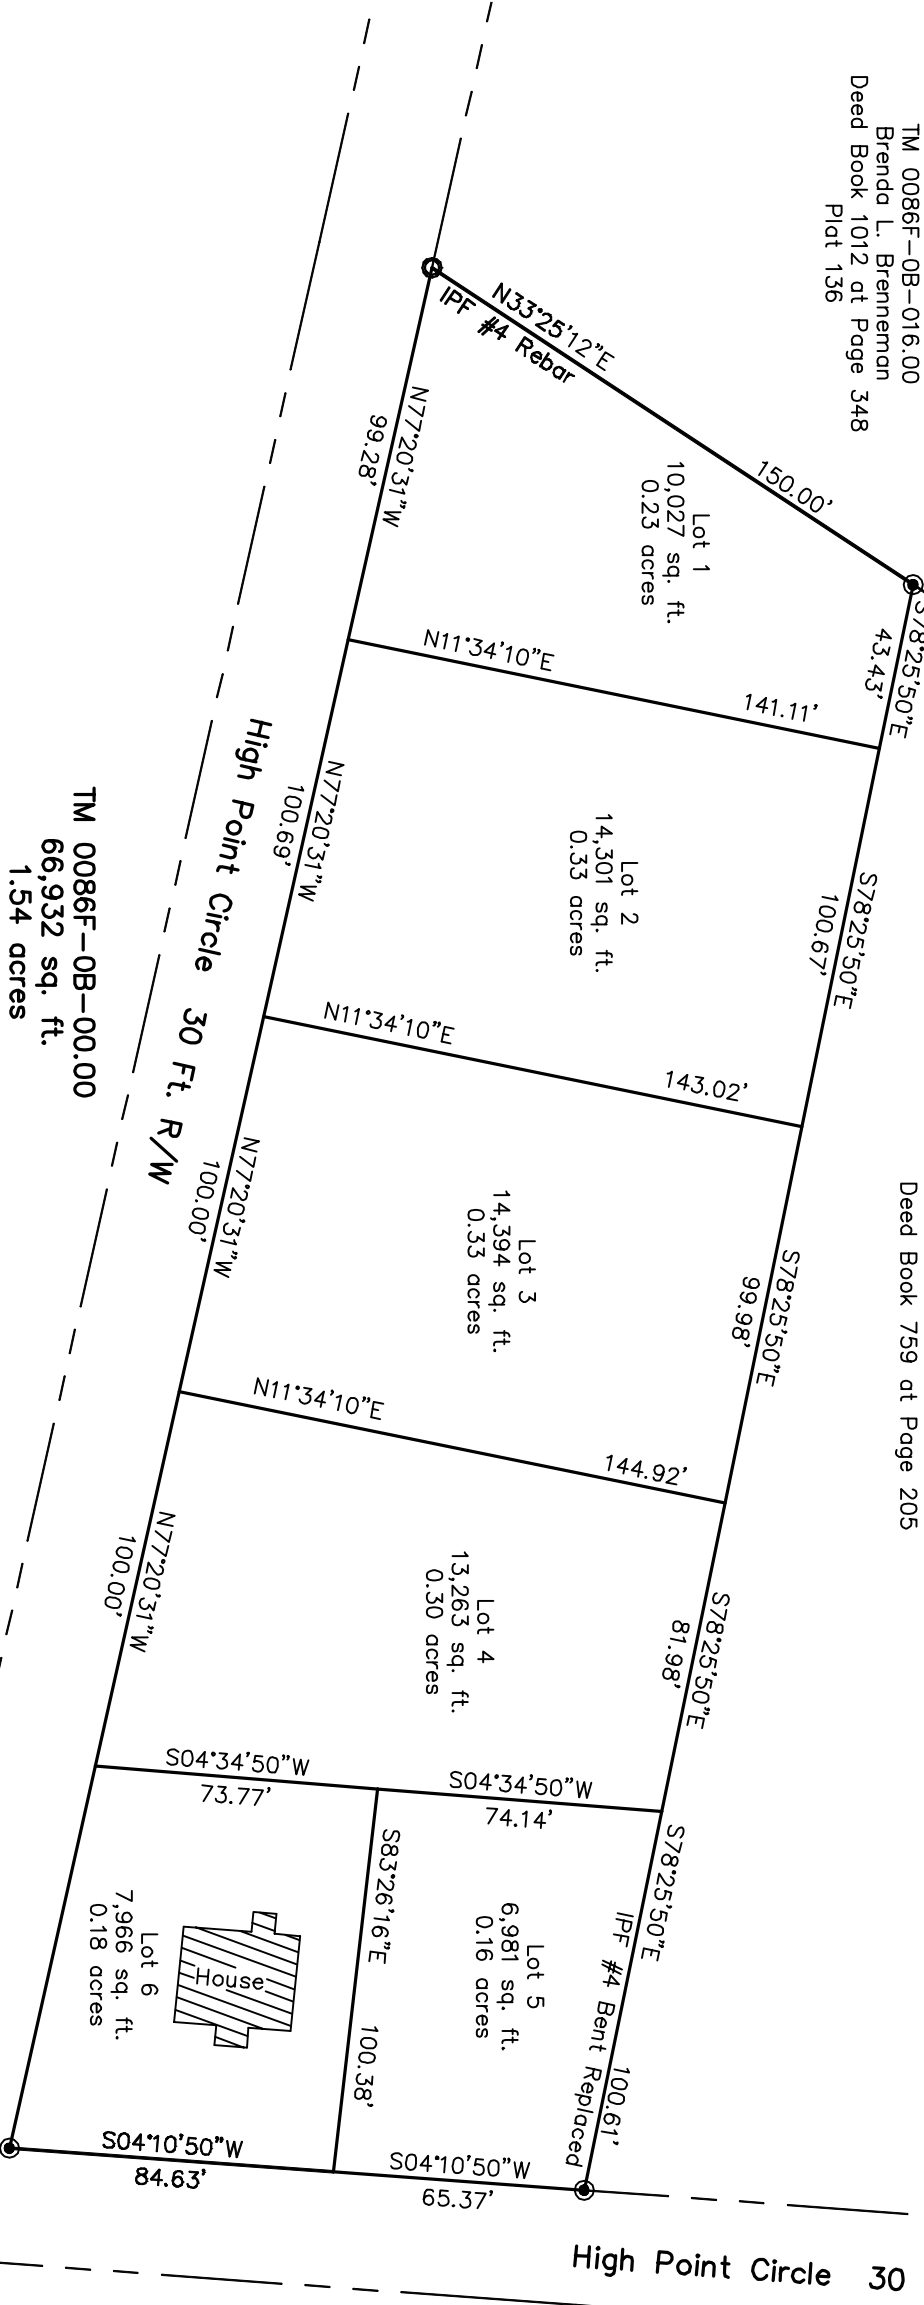 TM 0086F-0B-016.00
Brenda L. Brenneman
Deed Book 1012 at Page 348
Plat 136
N33°25'12"E
150.00'
IPF #4 Rebar
S78°25'50"E
43.43'
N77°20'31"W
99.28'
Lot 1
10,027 sq. ft.
0.23 acres
N11°34'10"E
141.11'
N77°20'31"W
100.69'
Lot 2
14,301 sq. ft.
0.33 acres
S78°25'50"E
100.67'
High Point Circle 30 Ft. R/W
TM 0086F-0B-00.00
66,932 sq. ft.
1.54 acres
N11°34'10"E
143.02'
Deed Book 759 at Page 205
N77°20'31"W
100.00'
Lot 3
14,394 sq. ft.
0.33 acres
S78°25'50"E
99.98'
N11°34'10"E
144.92'
N77°20'31"W
100.00'
Lot 4
13,263 sq. ft.
0.30 acres
S78°25'50"E
81.98'
S04°34'50"W
73.77'
S04°34'50"W
74.14'
S78°25'50"E
100.61'
IPF #4 Bent Replaced
S83°26'16"E
100.38'
Lot 5
6,981 sq. ft.
0.16 acres
House
Lot 6
7,966 sq. ft.
0.18 acres
S04°10'50"W
84.63'
S04°10'50"W
65.37'
High Point Circle 30